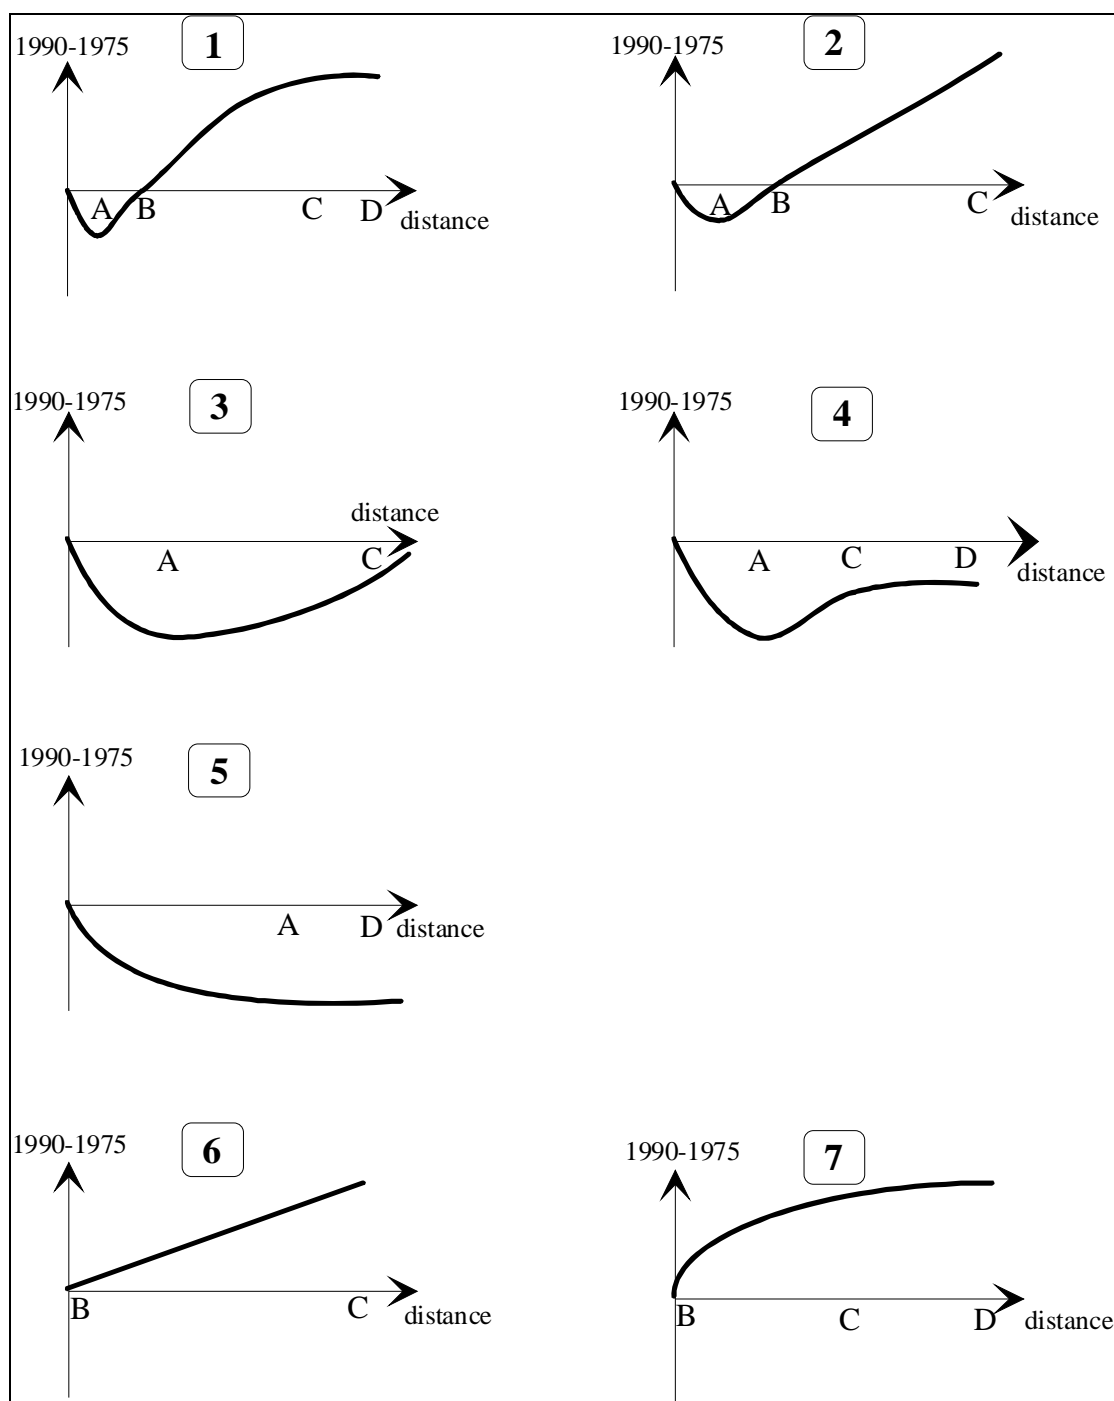 1990-1975 1
A B C D distance
1990-1975 2
A B C distance
1990-1975 3
distance
A C
1990-1975 4
A C D distance
1990-1975 5
A D distance
1990-1975 6
B C distance
1990-1975 7
B C D distance